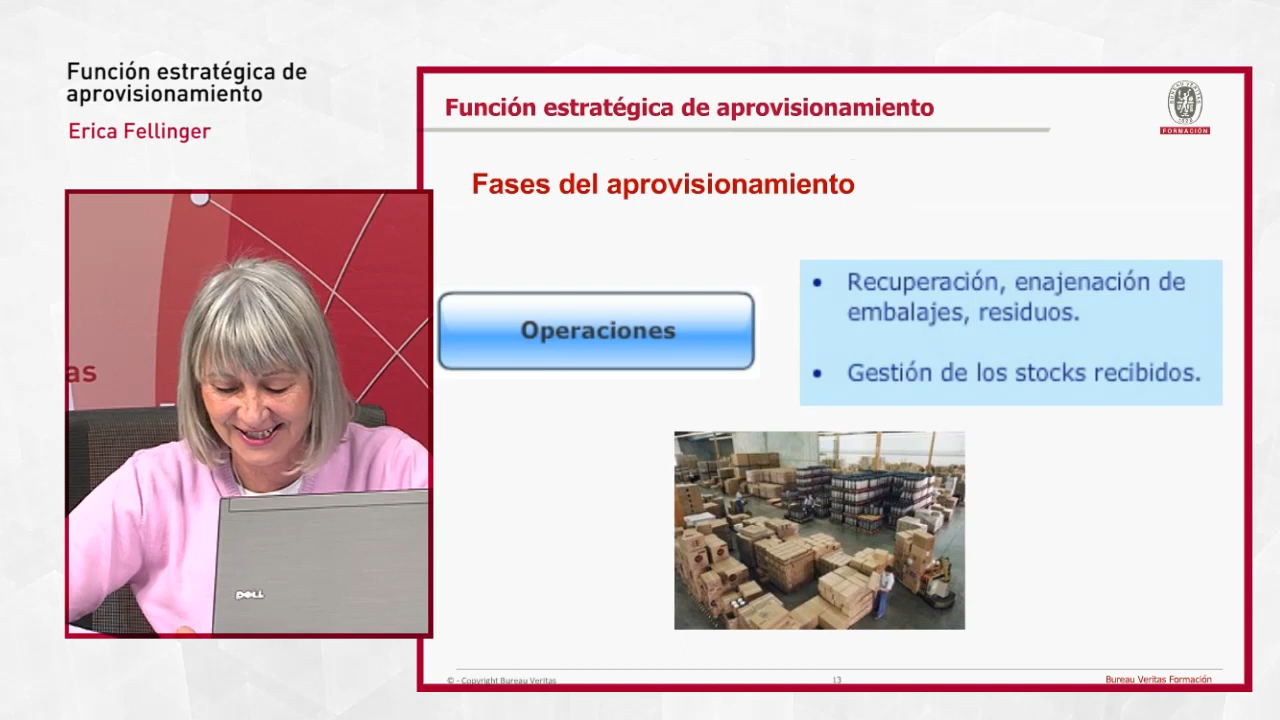 Función estratégica de
aprovisionamiento
Erica Fellinger
Función estratégica de aprovisionamiento
FORMACIÓN
Fases del aprovisionamiento
Operaciones
• Recuperación, enajenación de
embalajes, residuos.
• Gestión de los stocks recibidos.
as
DELL
© - Copyright Bureau Veritas
13
Bureau Veritas Formación